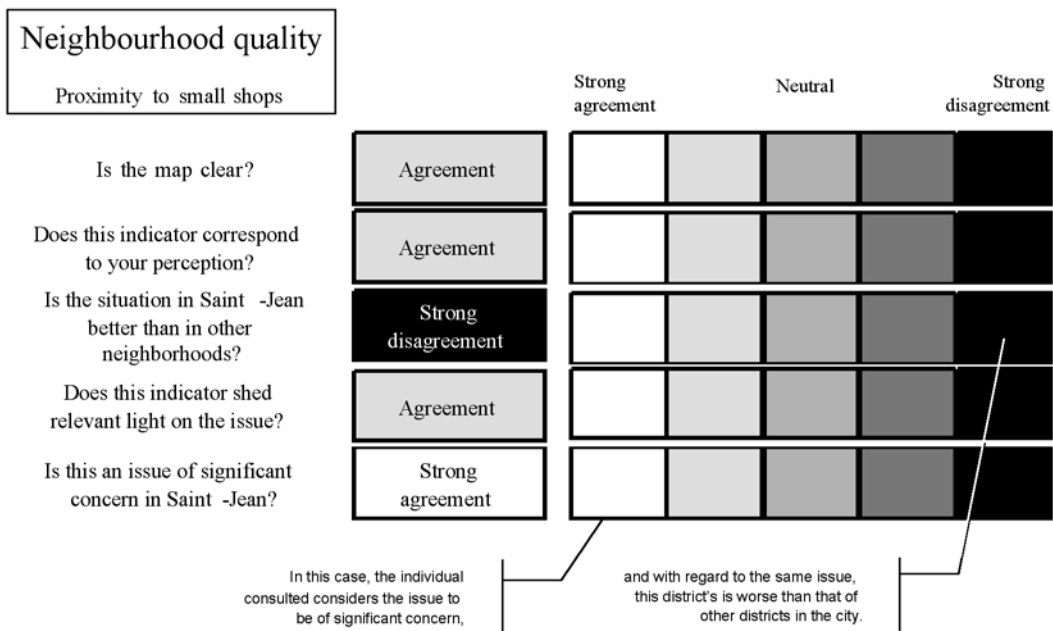 Neighbourhood quality
Proximity to small shops
Strong
agreement
Neutral
Strong
disagreement
Is the map clear?
Agreement
Does this indicator correspond
to your perception?
Agreement
Is the situation in Saint -Jean
better than in other
neighborhoods?
Strong
disagreement
Does this indicator shed
relevant light on the issue?
Agreement
Is this an issue of significant
concern in Saint -Jean?
Strong
agreement
In this case, the individual
consulted considers the issue to
be of significant concern,
and with regard to the same issue,
this district's is worse than that of
other districts in the city.